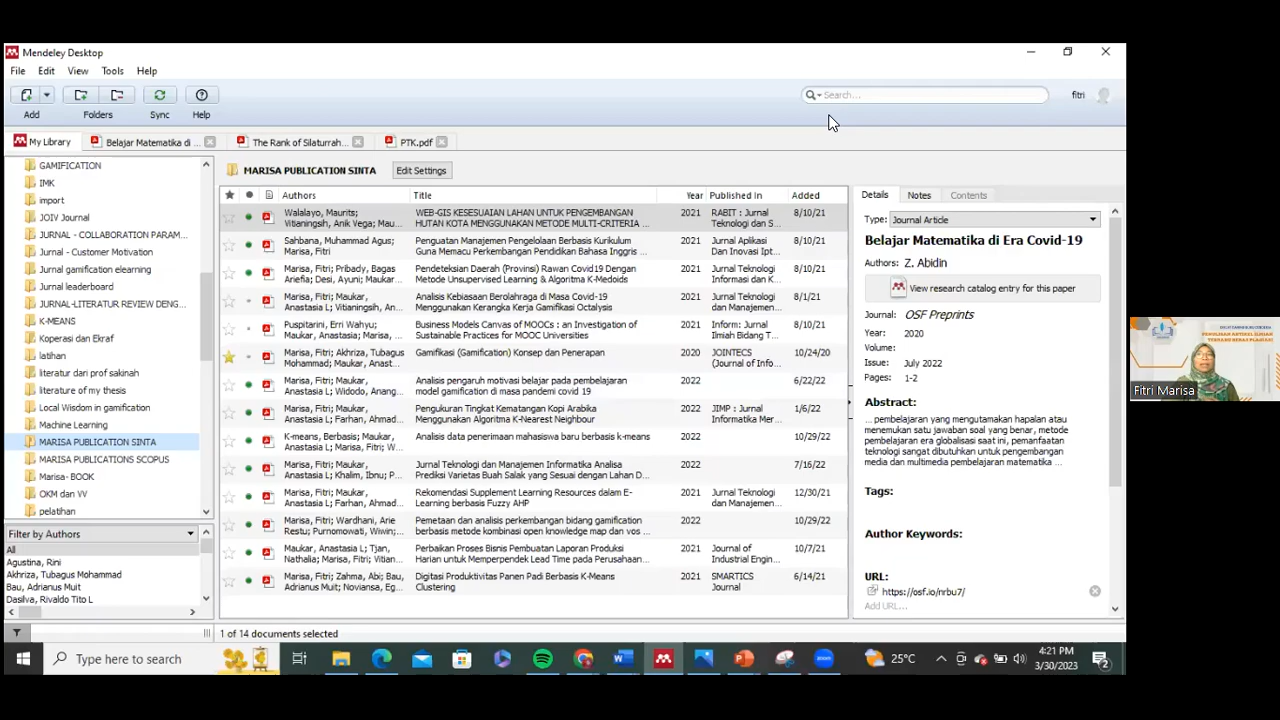 Mendeley Desktop
File Edit View Tools Help
Search...
fitri
Add Folders Sync Help
My Library Belajar Matematika di ... The Rank of Silaturrah... PTK.pdf
GAMIFICATION
IMK
import
JOIV Journal
JURNAL - COLLABORATION PARAM...
Jurnal - Customer Motivation
Jurnal gamification elearning
Jurnal leaderboard
JURNAL-LITERATUR REVIEW DENG...
K-MEANS
Koperasi dan Ekraf
latihan
literatur dari prof sainakh
literature of my thesis
Local Wisdom in gamification
Machine Learning
MARISA PUBLICATION SINTA
MARISA PUBLICATIONS SCOPUS
Marisa- BOOK
OKM dan VV
pelatihan
Filter by Authors
All
Agustina, Rini
Akhriza, Tubagus Mohammad
Bau, Adrianus Muit
Dasilva, Rivaldo Tito L
MARISA PUBLICATION SINTA Edit Settings
Authors Title Year Published In Added
Walalayo, Maurits; WEB-GIS KESESUAIAN LAHAN UNTUK PENGEMBANGAN 2021 RABIT : Jurnal 8/10/21
Vitianingsih, Anik Vega; Mau... HUTAN KOTA MENGGUNAKAN METODE MULTI-CRITERIA ... Teknologi dan S...
Sahbana, Muhammad Agus; Penguatan Manajemen Pengelolaan Berbasis Kurikulum 2021 Jurnal Aplikasi 8/10/21
Marisa, Fitri Guna Memacu Perkembangan Pendidikan Bahasa Inggris ... Dan Inovasi Ipt...
Marisa, Fitri; Pribady, Bagas Pendeteksian Daerah (Provinsi) Rawan Covid19 Dengan 2021 Jurnal Teknologi 8/10/21
Ariefia; Desi, Ayuni; Maukar... Metode Unsupervised Learning & Algoritma K-Medoids Informasi dan K...
Marisa, Fitri; Maukar, Analisis Kebiasaan Berolahraga di Masa Covid-19 2021 Jurnal Teknologi 8/1/21
Anastasia L; Vitianingsih, An... Menggunakan Kerangka Kerja Gamification Octalysis dan Manajemen...
Puspitarini, Erri Wahyu; Business Models Canvas of MOOCs : an Investigation of 2021 Inform: Jurnal 8/10/21
Maukar, Anastasia; Marisa, ... Sustainable Practices for MOOC Universities Ilmiah Bidang T...
Marisa, Fitri; Akhriza, Tubagus Gamifikasi (Gamification) Konsep dan Penerapan 2020 JOINTECS 10/24/20
Mohammad; Maukar, Anast... (Journal of Info...
Marisa, Fitri; Maukar, Analisis pengaruh motivasi belajar pada pembelajaran 2022 6/22/22
Anastasia L; Widodo, Anang... model gamification di masa pandemi covid 19
Marisa, Fitri; Maukar, Pengukuran Tingkat Kematangan Kopi Arabika 2022 JIMP : Jurnal 1/6/22
Anastasia L; Farhan, Ahmad... Menggunakan Algoritma K-Nearest Neighbour Informatika Mer...
K-means, Berbasis; Maukar, Analisis data penerimaan mahasiswa baru berbasis k-means 2022 10/29/22
Anastasia L; Marisa, Fitri; W...
Marisa, Fitri; Maukar, Jurnal Teknologi dan Manajemen Informatika Analisa 2022 7/16/22
Anastasia L; Khalim, Ibnu; P... Prediksi Varietas Buah Salak yang Sesuai dengan Lahan D...
Marisa, Fitri; Maukar, Rekomendasi Supplement Learning Resources dalam E- 2021 Jurnal Teknologi 12/30/21
Anastasia L; Farhan, Ahmad... Learning berbasis Fuzzy AHP dan Manajemen...
Marisa, Fitri; Wardhani, Arie Pemetaan dan analisis perkembangan bidang gamification 2022 10/29/22
Restu; Purnomowati, Wiwin; ... berbasis metode kombinasi open knowledge map dan vos ...
Maukar, Anastasia L; Tjan, Perbaikan Proses Bisnis Pembuatan Laporan Produksi 2021 Journal of 10/7/21
Nathalia; Marisa, Fitri; Vitian... Harian untuk Memperpendek Lead Time pada Perusahaan... Industrial Engin...
Marisa, Fitri; Zahma, Abi; Bau, Digitasi Produktivitas Panen Padi Berbasis K-Means 2021 SMARTICS 6/14/21
Adrianus Muit; Noviansa, Eg... Clustering Journal
1 of 14 documents selected
Details Notes Contents
Type: Journal Article
Belajar Matematika di Era Covid-19
Authors: Z. Abidin
View research catalog entry for this paper
Journal: OSF Preprints
Year: 2020
Volume:
Issue: July 2022
Pages: 1-2
Abstract:
... pembelajaran yang mengutamakan hapalan atau
menemukan satu jawaban soal yang benar, metode
pembelajaran era globalisasi saat ini, pemanfaatan
teknologi sangat dibutuhkan untuk pengembangan
media dan multimedia pembelajaran matematika ...
Tags:
Author Keywords:
URL:
https://osf.io/nrbu7/
Add URL...
PENULISAN ARTIKEL ILMIAH
Fitri Marisa
Type here to search
25°C
4:21 PM
3/30/2023
2